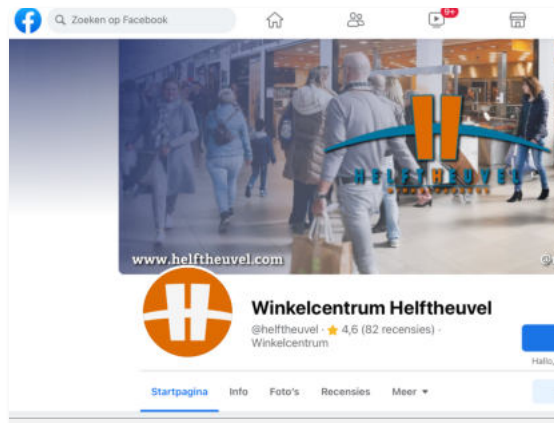 Zoeken op Facebook
9+
HELFTHEUVEL
www.helftheuvel.com
@
Winkelcentrum Helftheuvel
@helftheuvel · 4,6 (82 recensies) ·
Winkelcentrum
Hallo,
Startpagina Info Foto's Recensies Meer